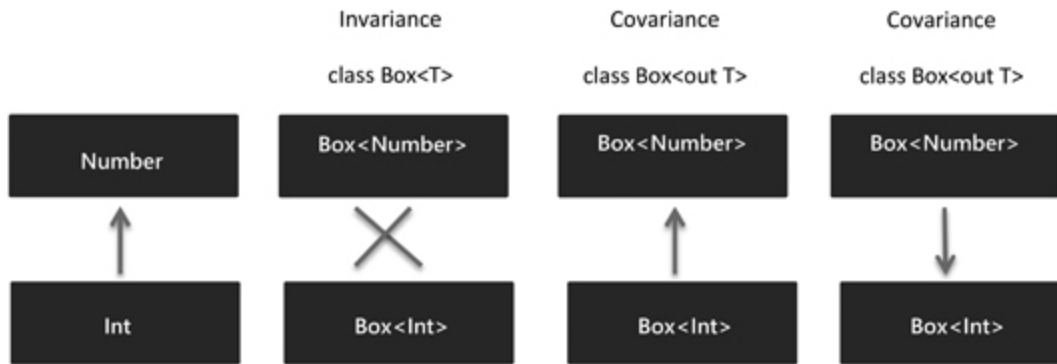 Invariance
Covariance
Covariance
class Box<T>
class Box<out T>
class Box<out T>
Number
Box<Number>
Box<Number>
Box<Number>
Int
Box<Int>
Box<Int>
Box<Int>